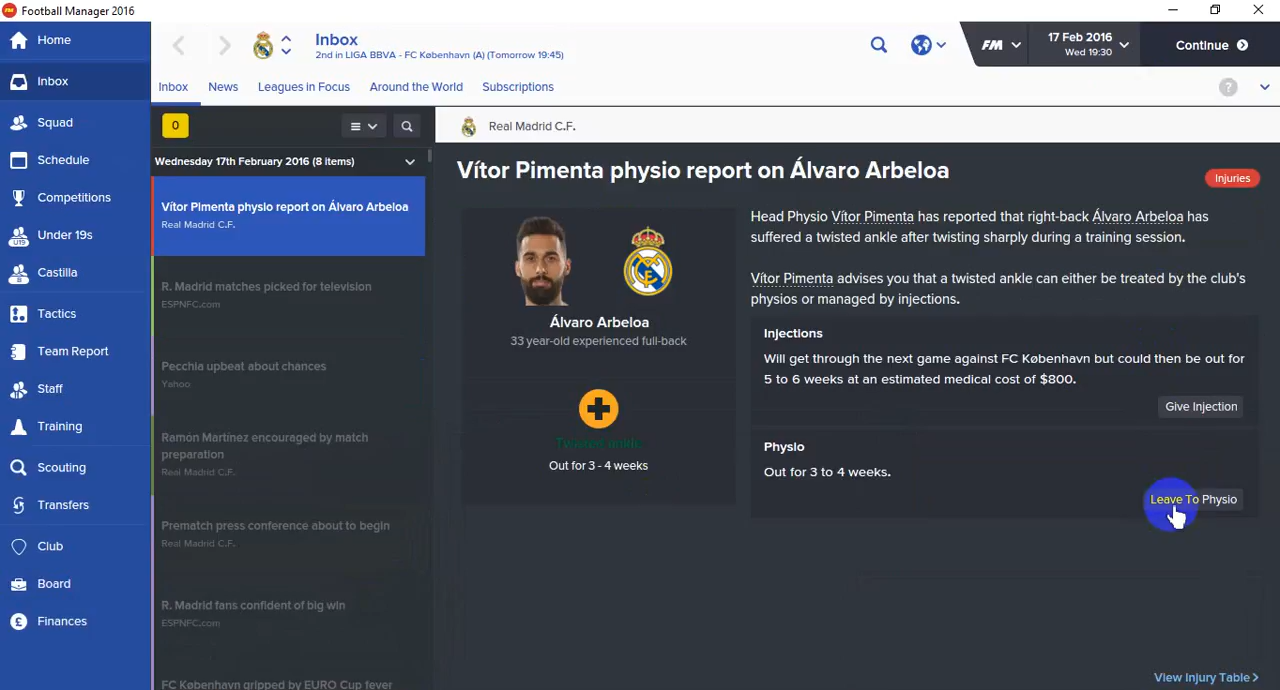 Football Manager 2016
Home
Inbox
Squad
Schedule
Competitions
Under 19s
Castilla
Tactics
Team Report
Staff
Training
Scouting
Transfers
Club
Board
Finances
Inbox
2nd in LIGA BBVA - FC København (A) (Tomorrow 19:45)
FM
17 Feb 2016
Wed 19:30
Continue
Inbox News Leagues in Focus Around the World Subscriptions
?
0
Wednesday 17th February 2016 (8 items)
Vítor Pimenta physio report on Álvaro Arbeloa
Real Madrid C.F.
R. Madrid matches picked for television
ESPNFC.com
Pecchia upbeat about chances
Yahoo
Ramón Martínez encouraged by match
preparation
Real Madrid C.F.
Prematch press conference about to begin
Real Madrid C.F.
R. Madrid fans confident of big win
ESPNFC.com
FC København gripped by EURO Cup fever
Real Madrid C.F.
Vítor Pimenta physio report on Álvaro Arbeloa
Injuries
Álvaro Arbeloa
33 year-old experienced full-back
Twisted ankle
Out for 3 - 4 weeks
Head Physio Vítor Pimenta has reported that right-back Álvaro Arbeloa has
suffered a twisted ankle after twisting sharply during a training session.
Vítor Pimenta advises you that a twisted ankle can either be treated by the club's
physios or managed by injections.
Injections
Will get through the next game against FC København but could then be out for
5 to 6 weeks at an estimated medical cost of $800.
Give Injection
Physio
Out for 3 to 4 weeks.
Leave To Physio
View Injury Table >